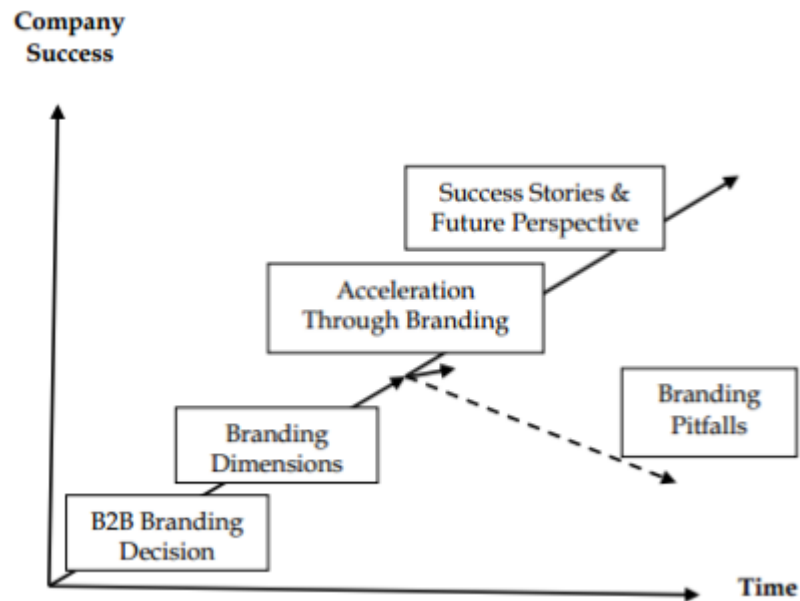 Company
Success
Success Stories &
Future Perspective
Acceleration
Through Branding
Branding
Pitfalls
Branding
Dimensions
B2B Branding
Decision
Time